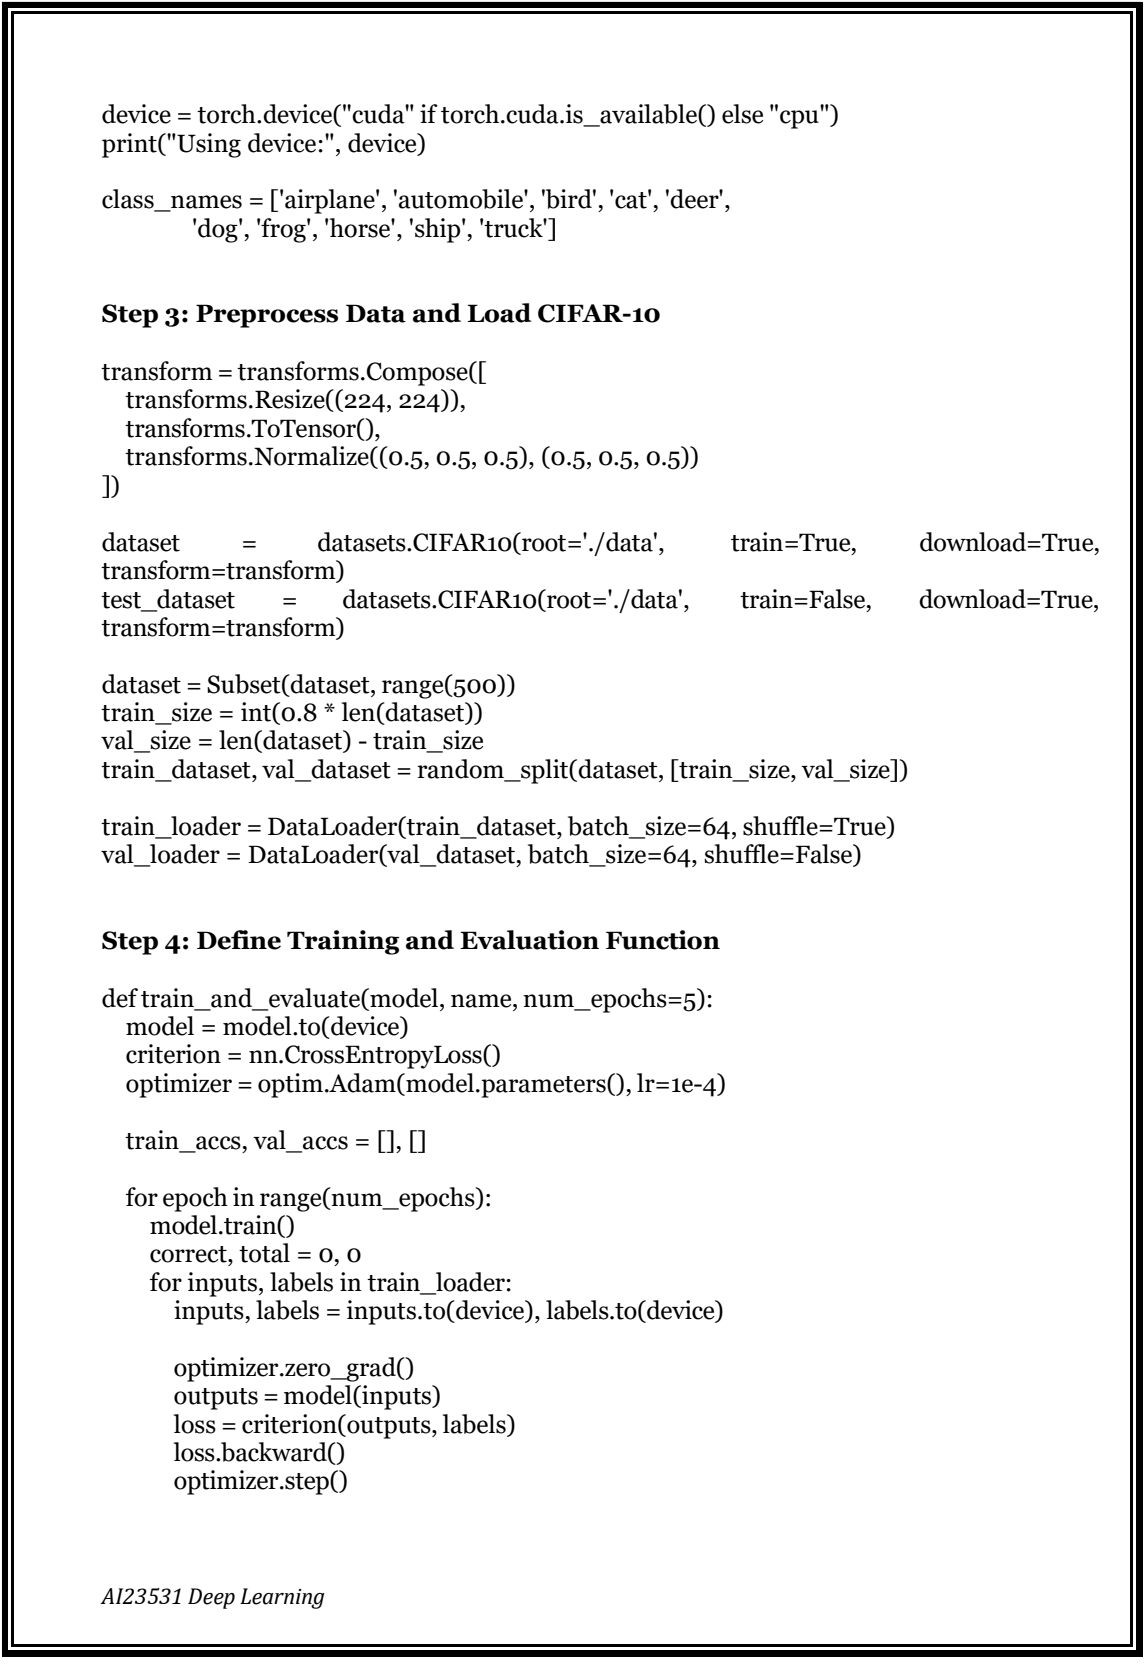 device = torch.device("cuda" if torch.cuda.is_available() else "cpu")
print("Using device:", device)
class_names = ['airplane', 'automobile', 'bird', 'cat', 'deer',
'dog', 'frog', 'horse', 'ship', 'truck']
Step 3: Preprocess Data and Load CIFAR-10
transform = transforms.Compose([
transforms.Resize((224, 224)),
transforms.ToTensor(),
transforms.Normalize((0.5, 0.5, 0.5), (0.5, 0.5, 0.5))
])
dataset = datasets.CIFAR10(root='./data', train=True, download=True,
transform=transform)
test_dataset = datasets.CIFAR10(root='./data', train=False, download=True,
transform=transform)
dataset = Subset(dataset, range(500))
train_size = int(0.8 * len(dataset))
val_size = len(dataset) - train_size
train_dataset, val_dataset = random_split(dataset, [train_size, val_size])
train_loader = DataLoader(train_dataset, batch_size=64, shuffle=True)
val_loader = DataLoader(val_dataset, batch_size=64, shuffle=False)
Step 4: Define Training and Evaluation Function
def train_and_evaluate(model, name, num_epochs=5):
model = model.to(device)
criterion = nn.CrossEntropyLoss()
optimizer = optim.Adam(model.parameters(), lr=1e-4)
train_accs, val_accs = [], []
for epoch in range(num_epochs):
model.train()
correct, total = 0, 0
for inputs, labels in train_loader:
inputs, labels = inputs.to(device), labels.to(device)
optimizer.zero_grad()
outputs = model(inputs)
loss = criterion(outputs, labels)
loss.backward()
optimizer.step()
AI23531 Deep Learning